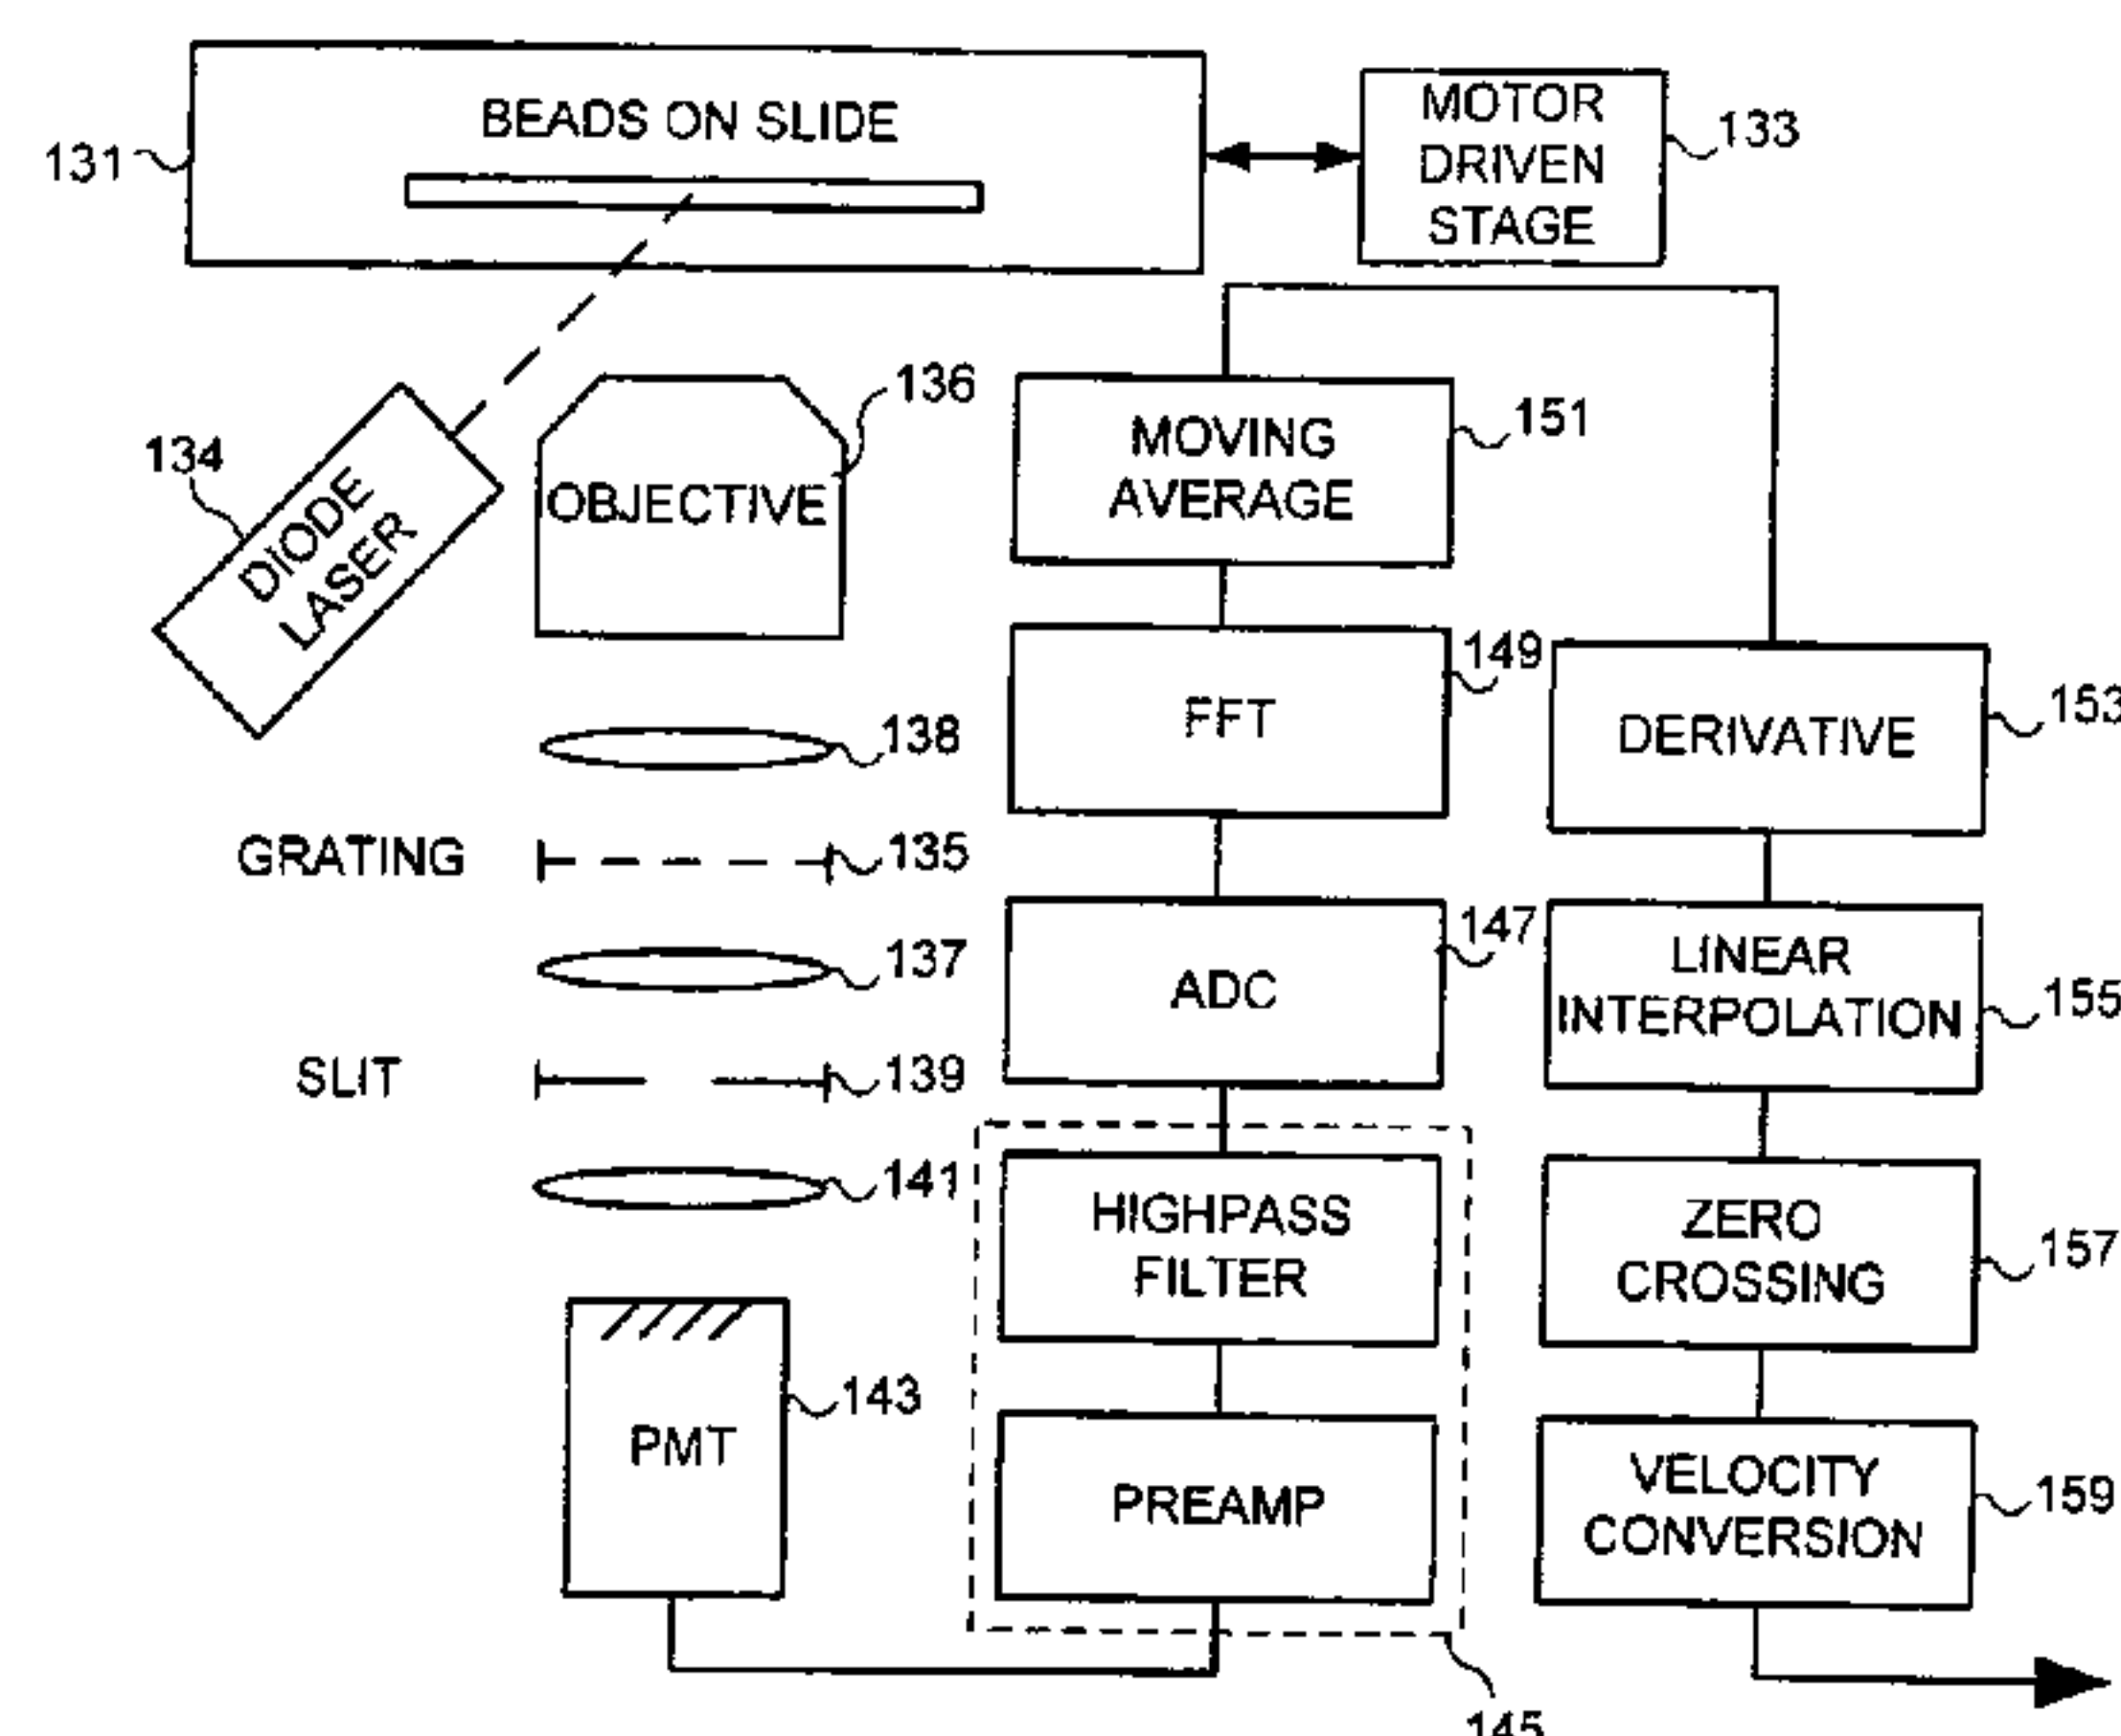 BEADS ON SLIDE
131
MOTOR
DRIVEN
STAGE
133
134
DIODE
LASER
OBJECTIVE
136
138
GRATING
135
137
SLIT
139
141
PMT
143
MOVING
AVERAGE
151
FFT
149
ADC
147
HIGHPASS
FILTER
PREAMP
145
DERIVATIVE
153
LINEAR
INTERPOLATION
155
ZERO
CROSSING
157
VELOCITY
CONVERSION
159